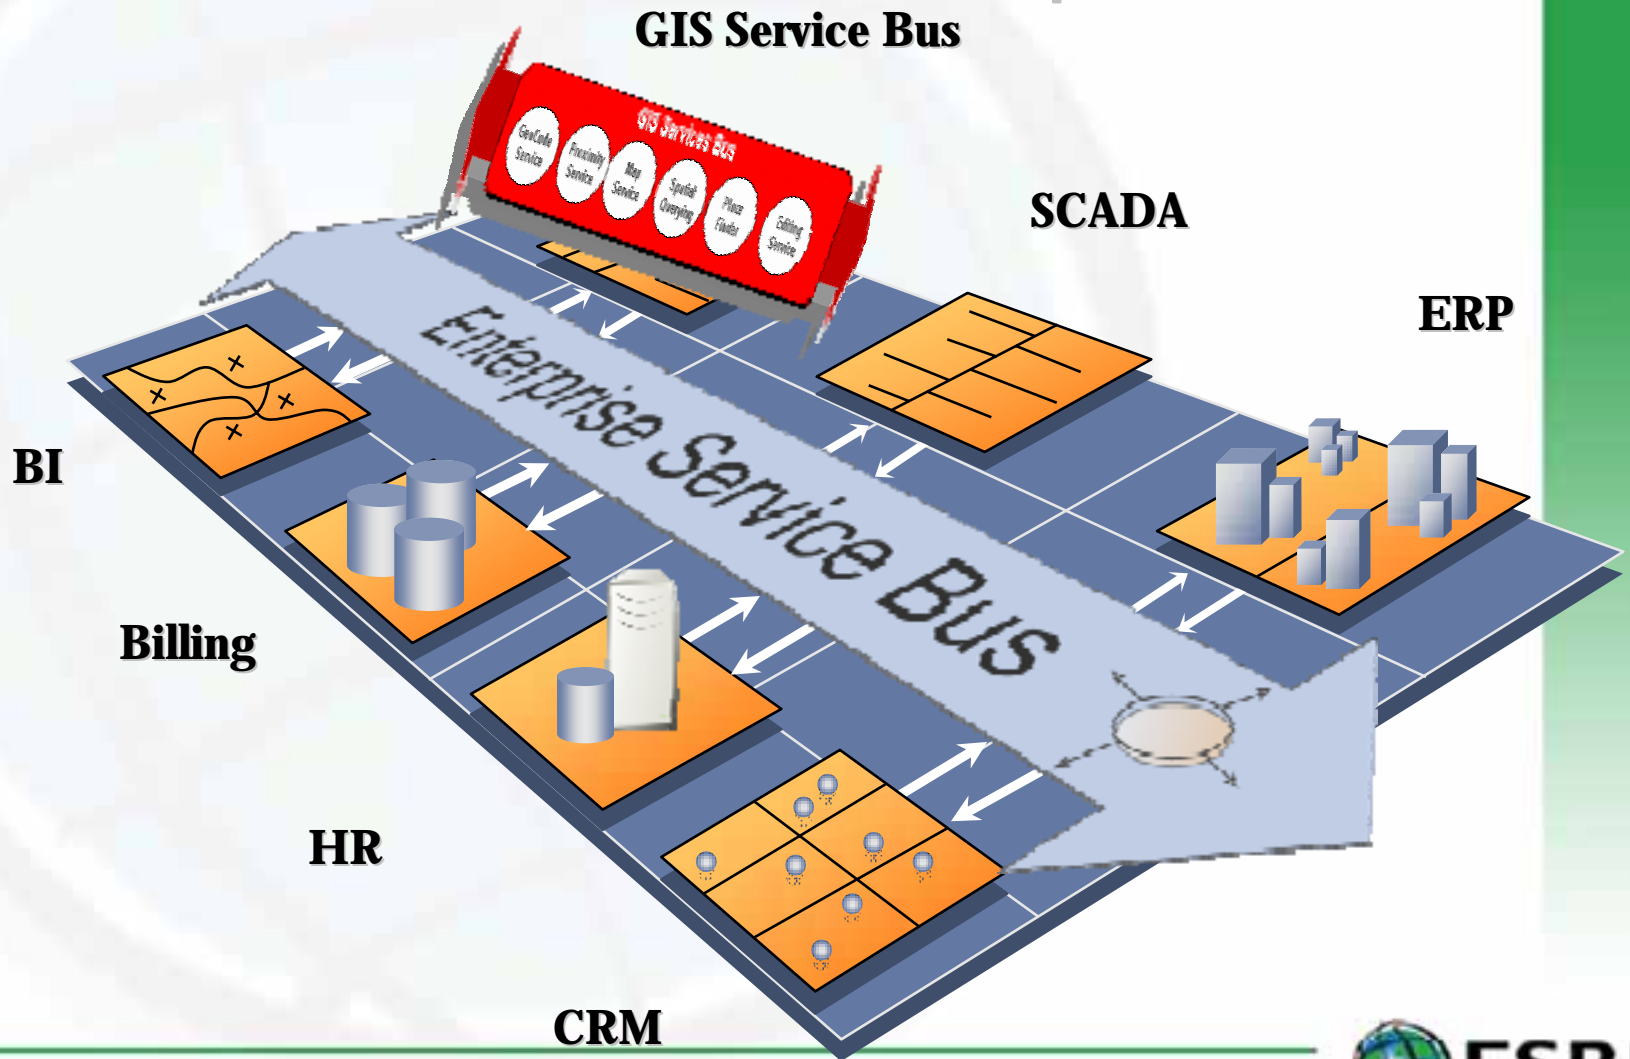 GIS Service Bus
GIS Services Bus
GeoCode
Service
Proximity
Service
Map
Service
Spatial
Querying
Place
Finder
Editing
Service
SCADA
ERP
Enterprise Service Bus
BI
Billing
HR
CRM